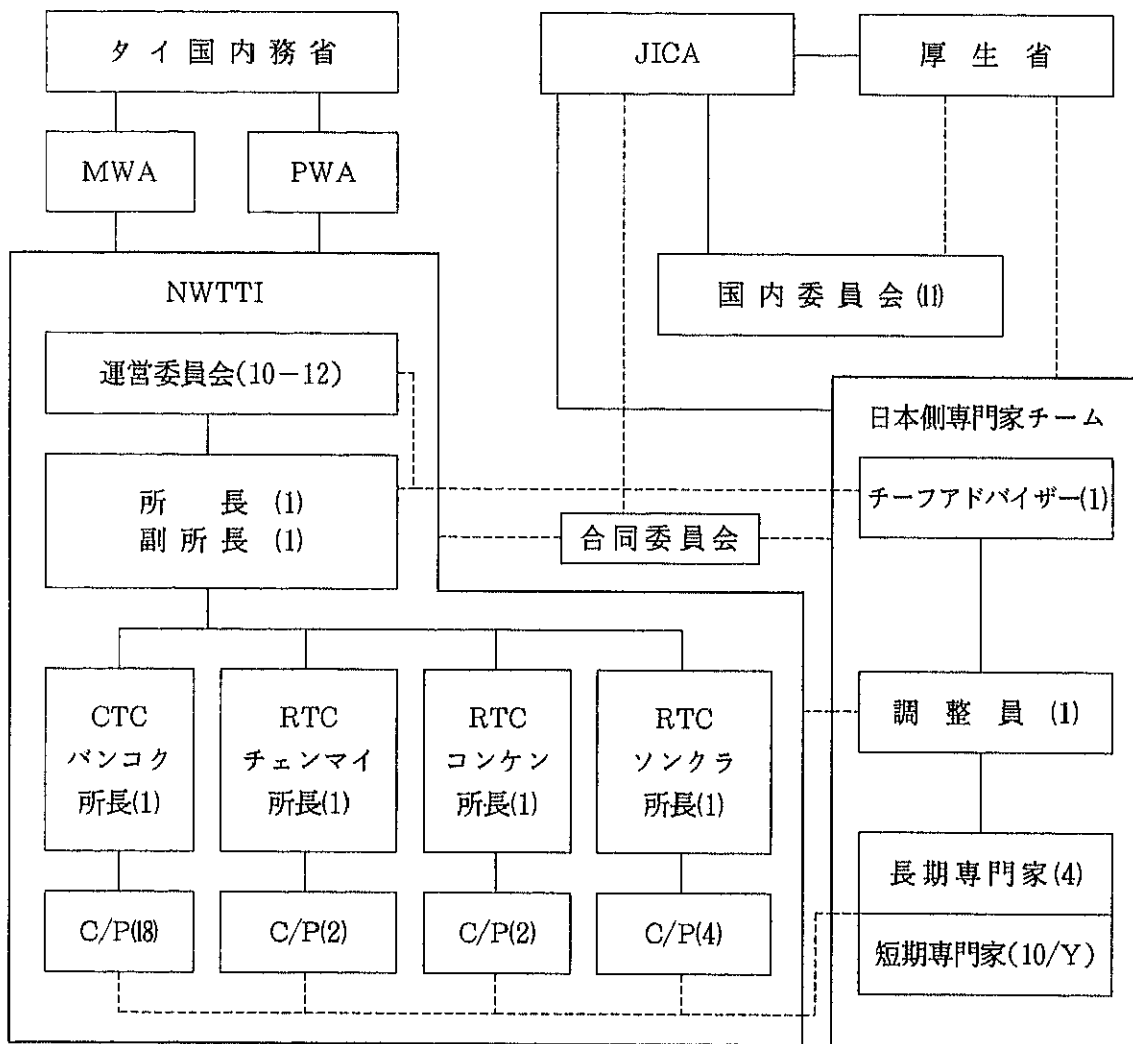 タイ国内務省
MWA
PWA
JICA
厚生省
国内委員会(11)
NWTTI
運営委員会(10-12)
所長(1)
副所長(1)
合同委員会
日本側専門家チーム
チーフアドバイザー(1)
調整員(1)
長期専門家(4)
短期専門家(10/Y)
CTC
バンコク
所長(1)
RTC
チェンマイ
所長(1)
RTC
コンケン
所長(1)
RTC
ソンクラ
所長(1)
C/P(18)
C/P(2)
C/P(2)
C/P(4)